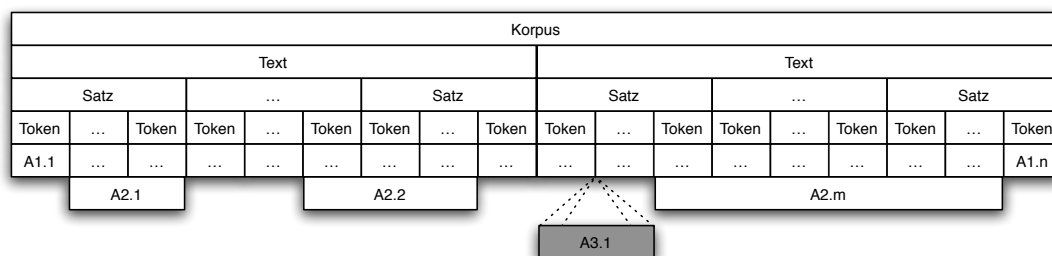 Korpus
Text Text
Satz … Satz Satz … Satz
Token … Token Token … Token Token … Token Token … Token Token … Token Token … Token
A1.1 … … … … … … … … … … … … … … … … A1.n
A2.1 A2.2 A2.m
A3.1